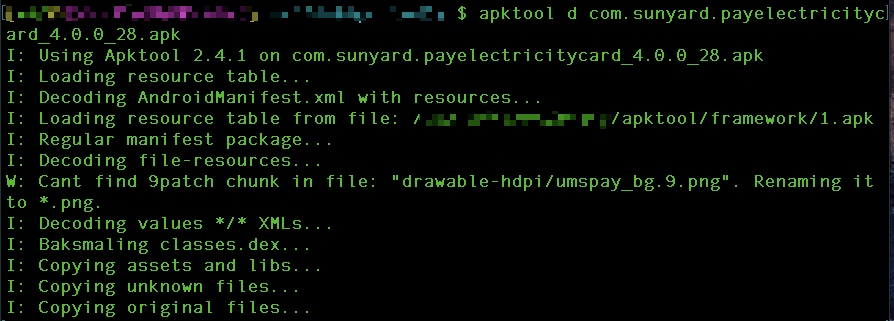 $ apktool d com.sunyard.payelectricityc
ard_4.0.0_28.apk
I: Using Apktool 2.4.1 on com.sunyard.payelectricitycard_4.0.0_28.apk
I: Loading resource table...
I: Decoding AndroidManifest.xml with resources...
I: Loading resource table from file: / /apktool/framework/1.apk
I: Regular manifest package...
I: Decoding file-resources...
W: Cant find 9patch chunk in file: "drawable-hdpi/umspay_bg.9.png". Renaming it
to *.png.
I: Decoding values */* XMLs...
I: Baksmaling classes.dex...
I: Copying assets and libs...
I: Copying unknown files...
I: Copying original files...